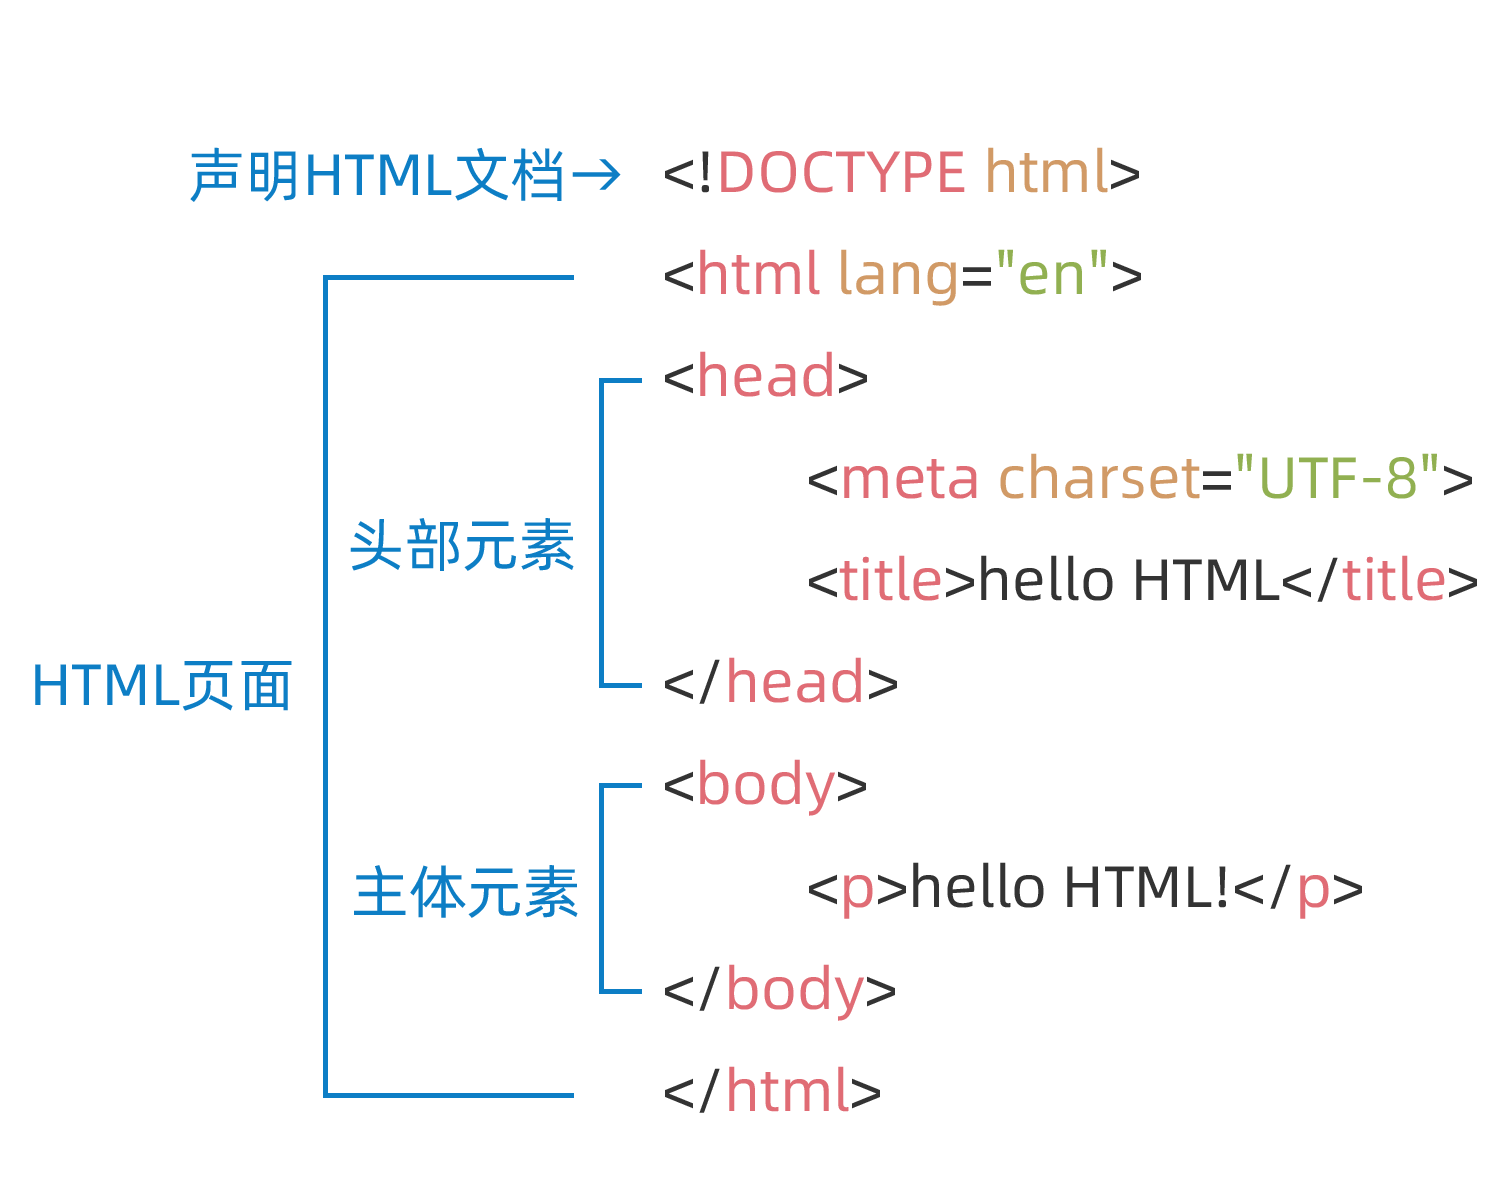 声明HTML文档→ <!DOCTYPE html>
<html lang="en">
<head>
<meta charset="UTF-8">
头部元素
<title>hello HTML</title>
HTML页面
</head>
<body>
主体元素
<p>hello HTML!</p>
</body>
</html>